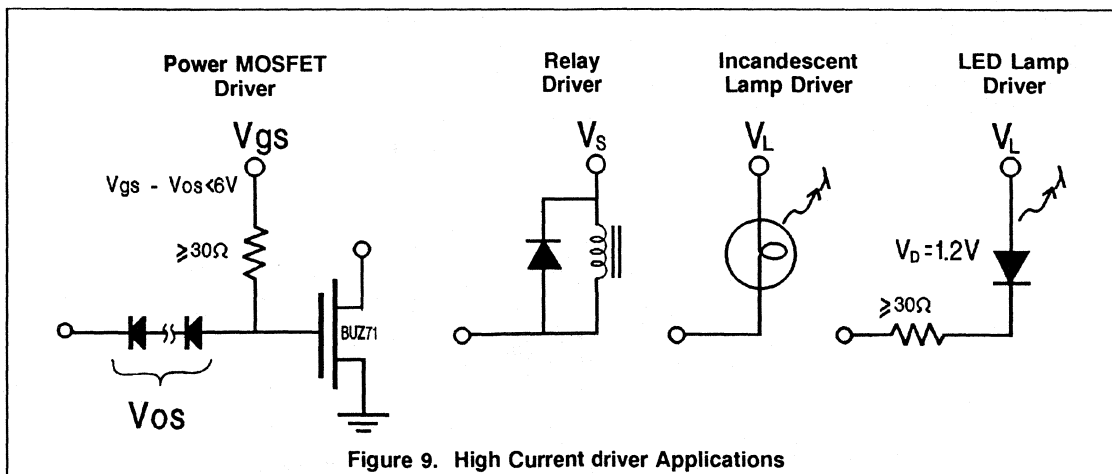 Power MOSFET
Driver
Vgs
Vgs - Vos<6V
≥30Ω
BUZ71
Vos
Relay
Driver
VS
Incandescent
Lamp Driver
VL
λ
LED Lamp
Driver
VL
λ
VD=1.2V
≥30Ω
Figure 9. High Current driver Applications